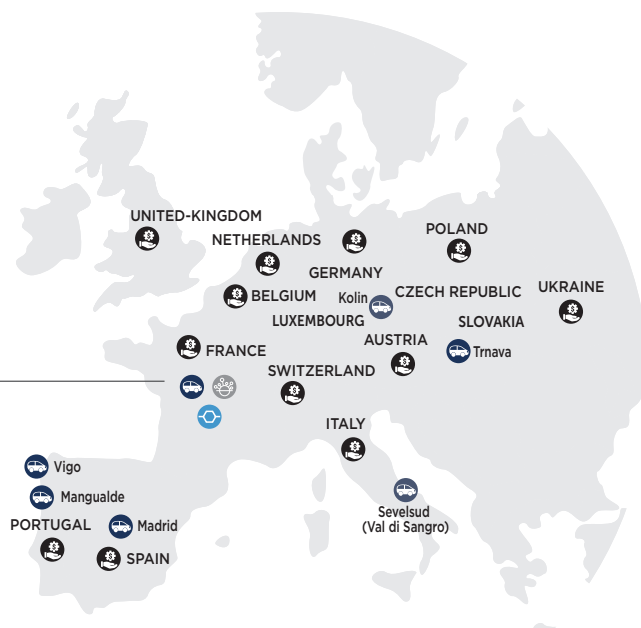 UNITED-KINGDOM
NETHERLANDS
POLAND
GERMANY
BELGIUM
Kolin
CZECH REPUBLIC
UKRAINE
LUXEMBOURG
SLOVAKIA
AUSTRIA
FRANCE
Trnava
SWITZERLAND
ITALY
Vigo
Mangualde
Sevelsud
(Val di Sangro)
PORTUGAL
Madrid
SPAIN